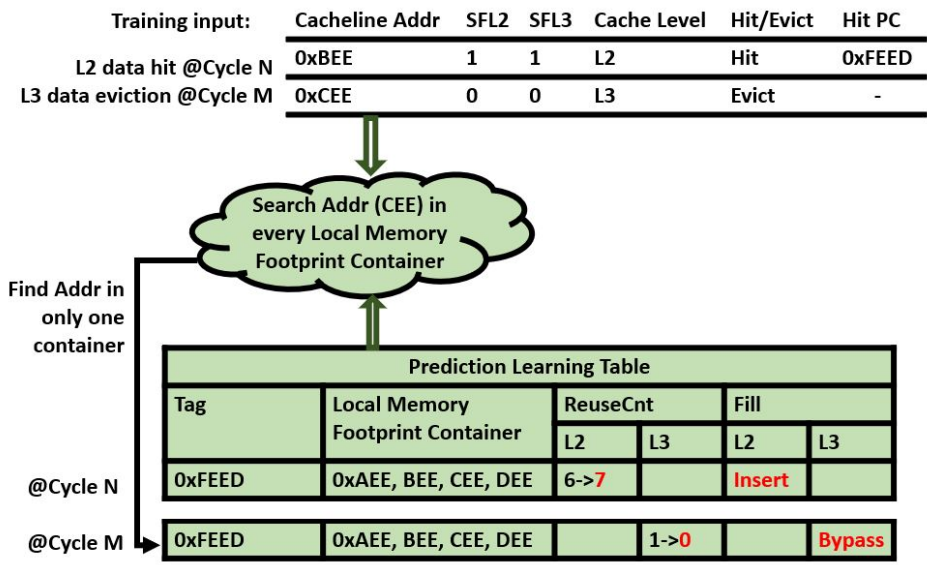 Training input: Cacheline Addr SFL2 SFL3 Cache Level Hit/Evict Hit PC
L2 data hit @Cycle N 0xBEE 1 1 L2 Hit 0xFEED
L3 data eviction @Cycle M 0xCEE 0 0 L3 Evict -
Search Addr (CEE) in
every Local Memory
Footprint Container
Find Addr in
only one
container
Prediction Learning Table
Tag Local Memory ReuseCnt Fill
Footprint Container L2 L3 L2 L3
@Cycle N 0xFEED 0xAEE, BEE, CEE, DEE 6->7 Insert
@Cycle M 0xFEED 0xAEE, BEE, CEE, DEE 1->0 Bypass